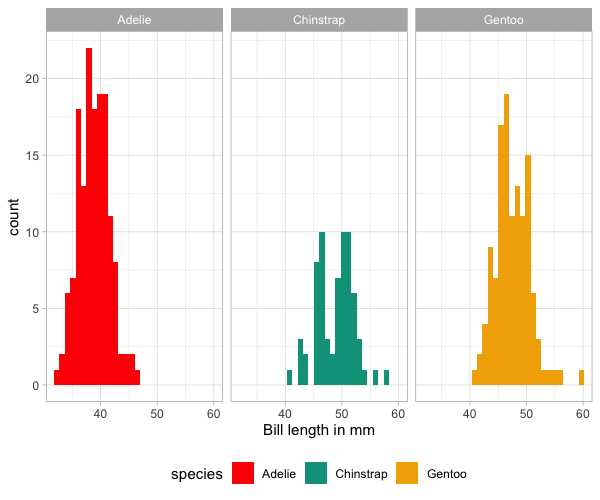 Adelie Chinstrap Gentoo
20
15
10
5
0
count
40 50 60 40 50 60 40 50 60
Bill length in mm
species Adelie Chinstrap Gentoo